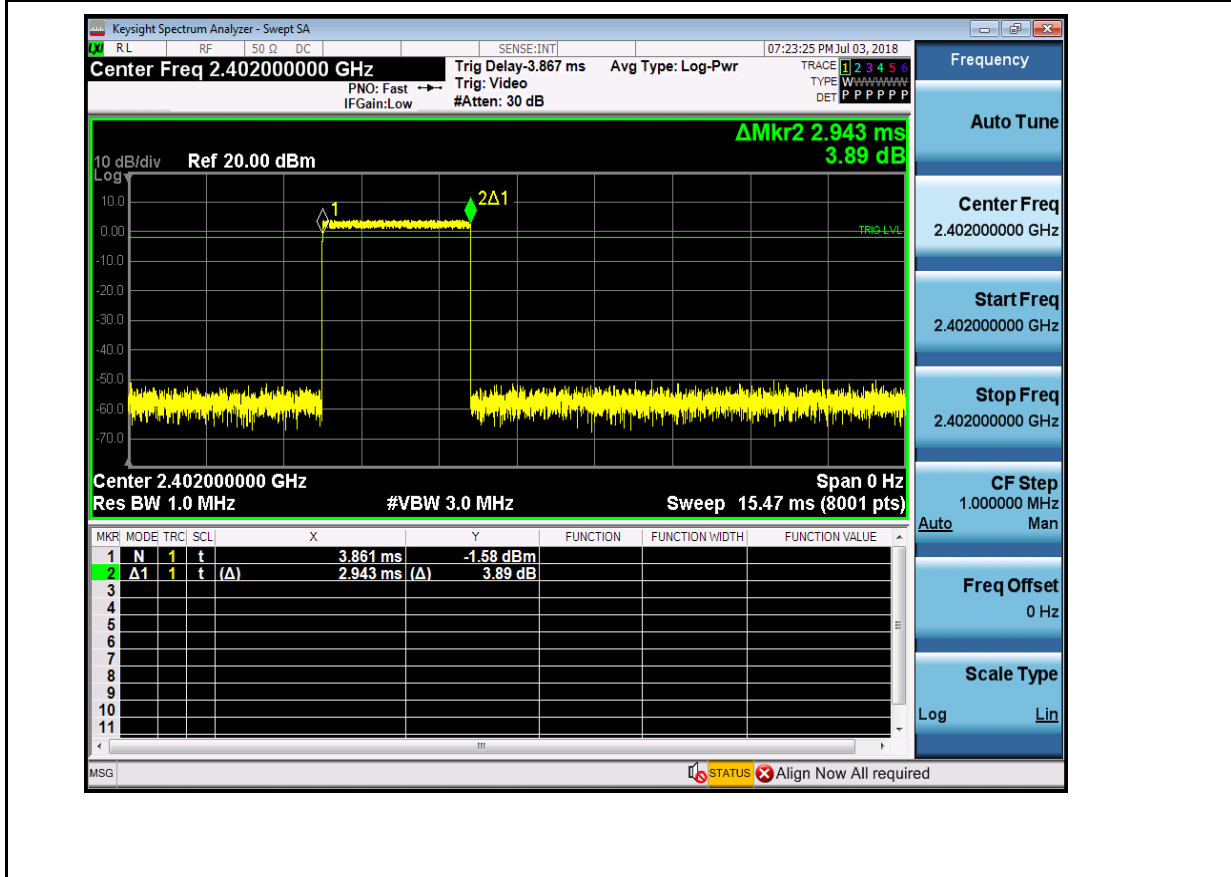 Keysight Spectrum Analyzer - Swept SA
LXI RL RF 50 Ω DC SENSE:INT 07:23:25 PM Jul 03, 2018
Center Freq 2.402000000 GHz
PNO: Fast
IFGain:Low
Trig Delay-3.867 ms
Trig: Video
#Atten: 30 dB
Avg Type: Log-Pwr
TRACE 1 2 3 4 5 6
TYPE WWWWWWW
DET P P P P P P
ΔMkr2 2.943 ms
3.89 dB
10 dB/div Ref 20.00 dBm
Log
10.0
0.00
-10.0
-20.0
-30.0
-40.0
-50.0
-60.0
-70.0
1
2Δ1
TRIG LVL
Center 2.402000000 GHz Span 0 Hz
Res BW 1.0 MHz #VBW 3.0 MHz Sweep 15.47 ms (8001 pts)
MKR MODE TRC SCL X Y FUNCTION FUNCTION WIDTH FUNCTION VALUE
1 N 1 t 3.861 ms -1.58 dBm
2 Δ1 1 t (Δ) 2.943 ms (Δ) 3.89 dB
3
4
5
6
7
8
9
10
11
MSG STATUS Align Now All required
Frequency
Auto Tune
Center Freq
2.402000000 GHz
Start Freq
2.402000000 GHz
Stop Freq
2.402000000 GHz
CF Step
1.000000 MHz
Auto Man
Freq Offset
0 Hz
Scale Type
Log Lin